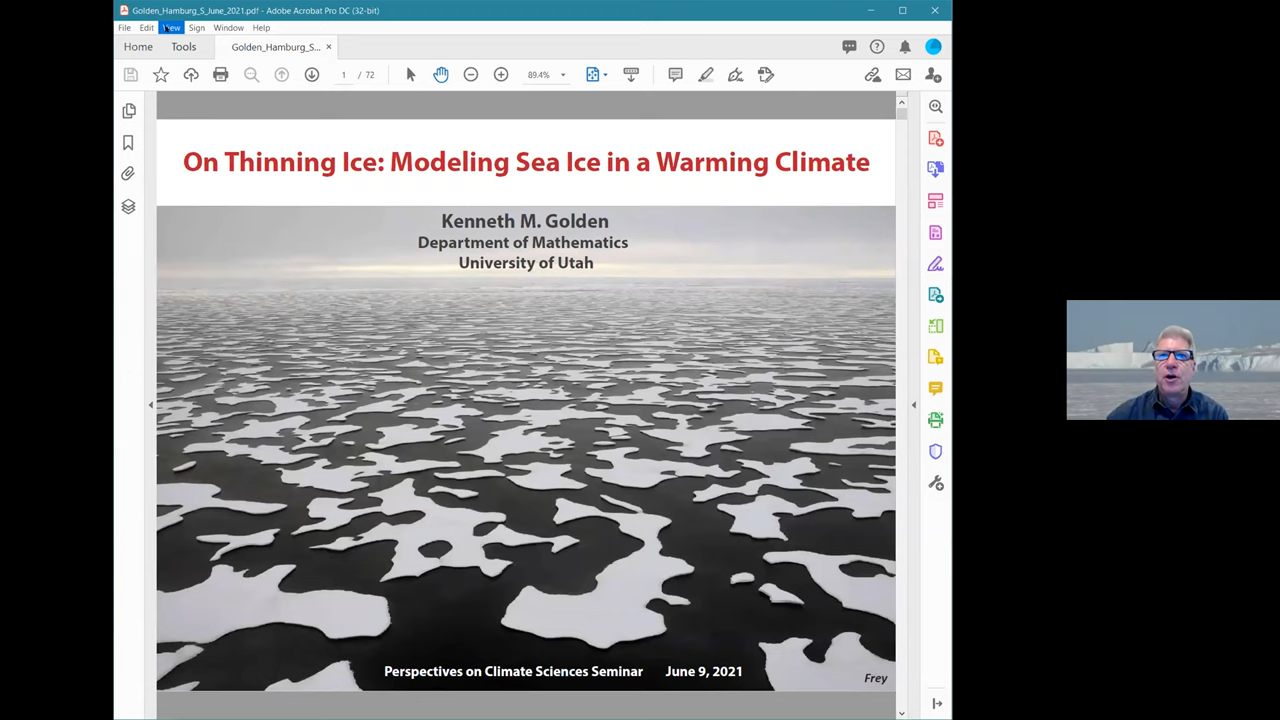 Golden_Hamburg_S_June_2021.pdf - Adobe Acrobat Pro DC (32-bit)
File Edit View Sign Window Help
Home Tools Golden_Hamburg_S... ×
1 / 72 89.4%
On Thinning Ice: Modeling Sea Ice in a Warming Climate
Kenneth M. Golden
Department of Mathematics
University of Utah
Perspectives on Climate Sciences Seminar June 9, 2021
Frey